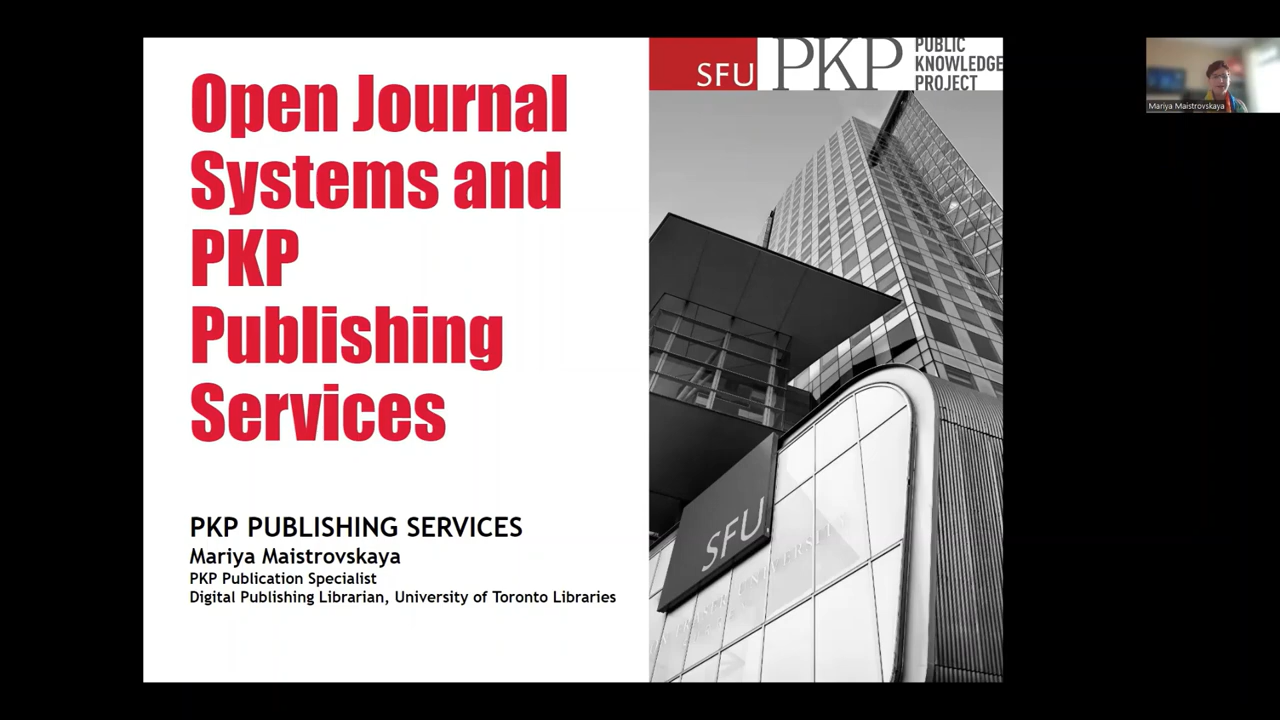 Open Journal
Systems and
PKP
Publishing
Services
PKP PUBLISHING SERVICES
Mariya Maistrovskaya
PKP Publication Specialist
Digital Publishing Librarian, University of Toronto Libraries
SFU
PKP
PUBLIC
KNOWLEDGE
PROJECT
SFU
Mariya Maistrovskaya